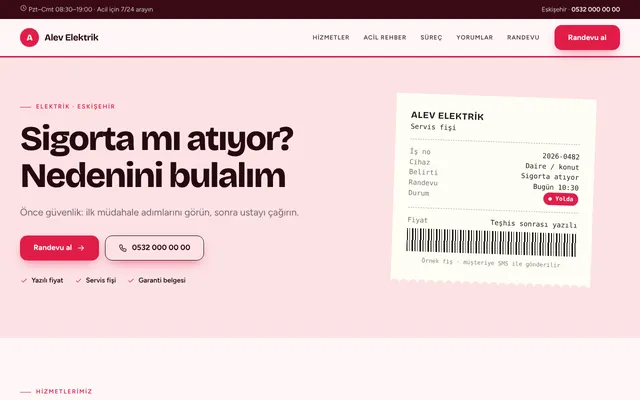 Pzt–Cmt 08:30–19:00 · Acil için 7/24 arayın
Eskişehir · 0532 000 00 00
A Alev Elektrik
HİZMETLER ACİL REHBER SÜREÇ YORUMLAR RANDEVU Randevu al
ELEKTRİK · ESKİŞEHİR
Sigorta mı atıyor?
Nedenini bulalım
Önce güvenlik: ilk müdahale adımlarını görün, sonra ustayı çağırın.
Randevu al → 0532 000 00 00
Yazılı fiyat Servis fişi Garanti belgesi
ALEV ELEKTRİK
Servis fişi
İş no 2026-0482
Cihaz Daire / konut
Belirti Sigorta atıyor
Randevu Bugün 10:30
Durum Yolda
Fiyat Teşhis sonrası yazılı
Örnek fiş · müşteriye SMS ile gönderilir
HİZMETLERİMİZ